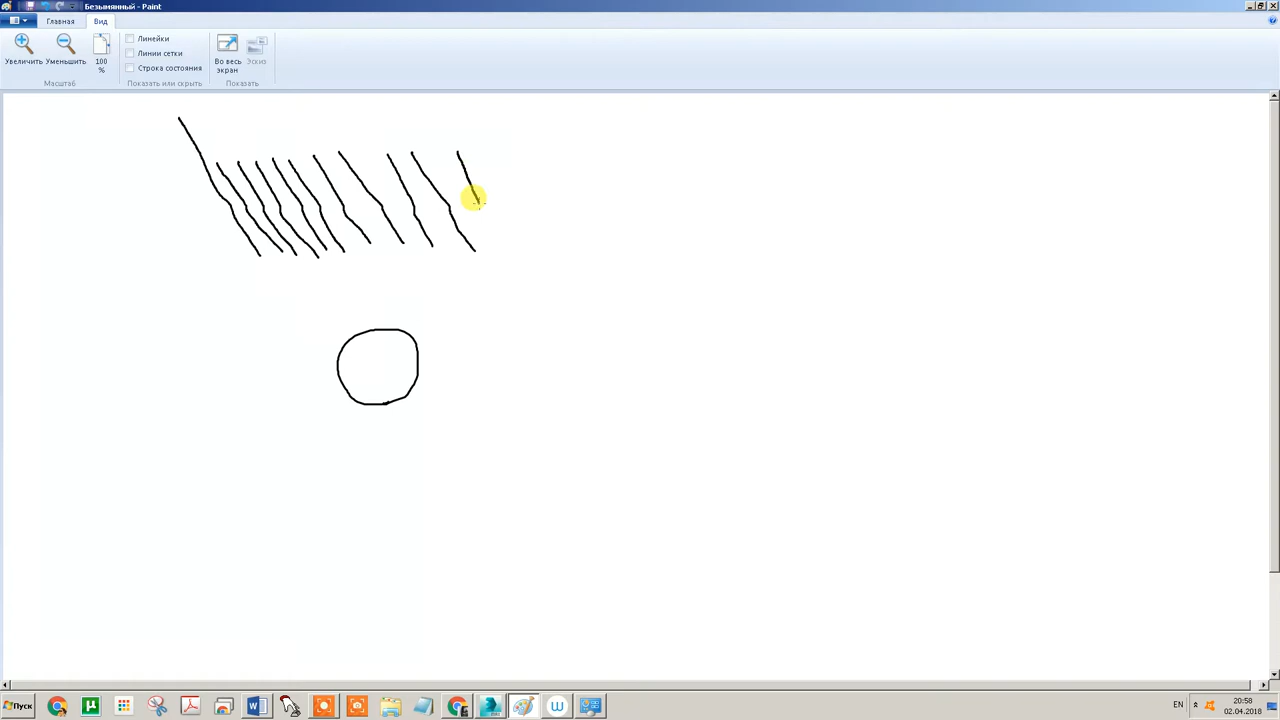 Безымянный - Paint
Главная Вид
Увеличить Уменьшить 100 %
Линейки
Линии сетки
Строка состояния
Во весь экран Эскиз
Масштаб Показать или скрыть Показать
Пуск EN 20:58
02.04.2018